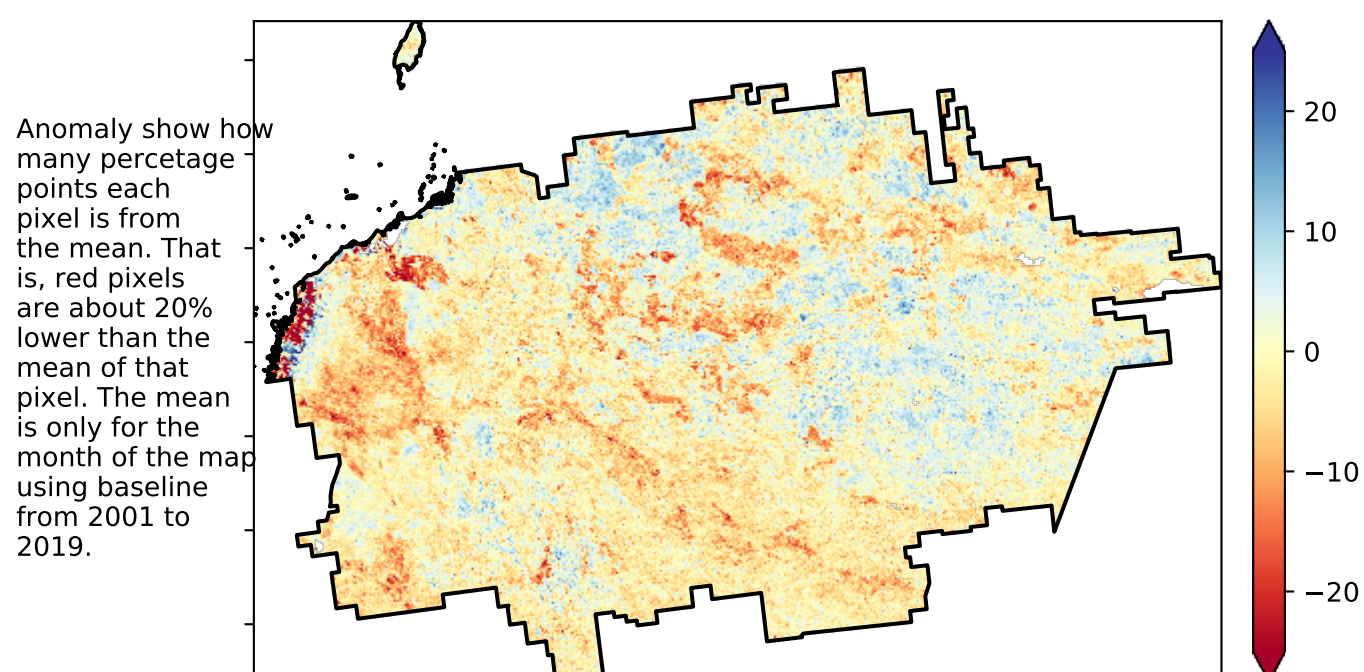 Anomaly show how
many percetage
points each
pixel is from
the mean. That
is, red pixels
are about 20%
lower than the
mean of that
pixel. The mean
is only for the
month of the map
using baseline
from 2001 to
2019.
20
10
0
−10
−20